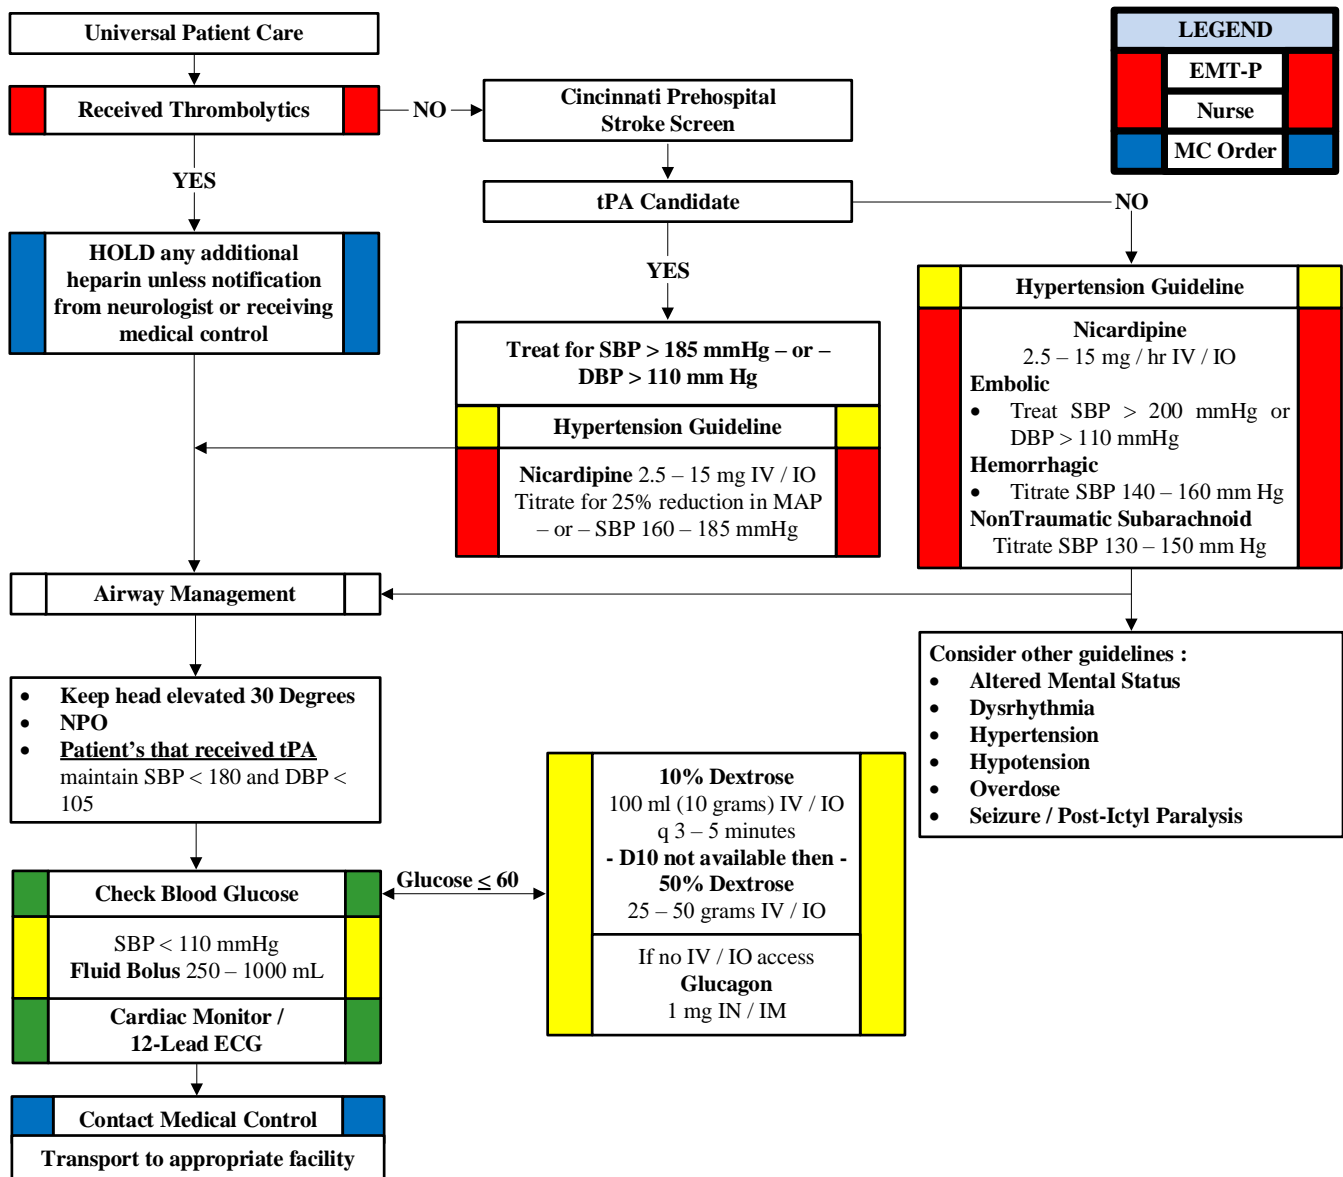 Universal Patient Care
LEGEND
EMT-P
Nurse
MC Order
Received Thrombolytics
NO
Cincinnati Prehospital
Stroke Screen
YES
tPA Candidate
NO
HOLD any additional
heparin unless notification
from neurologist or receiving
medical control
YES
Treat for SBP > 185 mmHg – or –
DBP > 110 mm Hg
Hypertension Guideline
Nicardipine 2.5 – 15 mg IV / IO
Titrate for 25% reduction in MAP
– or – SBP 160 – 185 mmHg
Hypertension Guideline
Nicardipine
2.5 – 15 mg / hr IV / IO
Embolic
• Treat SBP > 200 mmHg or
DBP > 110 mmHg
Hemorrhagic
• Titrate SBP 140 – 160 mm Hg
NonTraumatic Subarachnoid
Titrate SBP 130 – 150 mm Hg
Airway Management
• Keep head elevated 30 Degrees
• NPO
• Patient's that received tPA
maintain SBP < 180 and DBP <
105
Consider other guidelines :
• Altered Mental Status
• Dysrhythmia
• Hypertension
• Hypotension
• Overdose
• Seizure / Post-Ictyl Paralysis
Check Blood Glucose
Glucose ≤ 60
10% Dextrose
100 ml (10 grams) IV / IO
q 3 – 5 minutes
- D10 not available then -
50% Dextrose
25 – 50 grams IV / IO
If no IV / IO access
Glucagon
1 mg IN / IM
SBP < 110 mmHg
Fluid Bolus 250 – 1000 mL
Cardiac Monitor /
12-Lead ECG
Contact Medical Control
Transport to appropriate facility